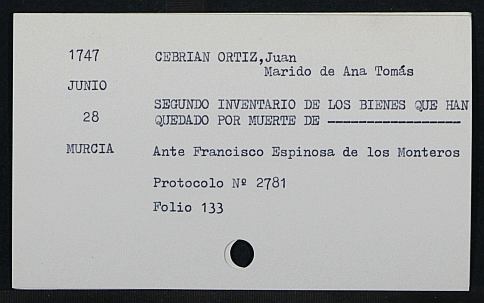 1747
CEBRIAN ORTIZ,Juan
Marido de Ana Tomás
JUNIO
28
SEGUNDO INVENTARIO DE LOS BIENES QUE HAN
QUEDADO POR MUERTE DE ------------------
MURCIA
Ante Francisco Espinosa de los Monteros
Protocolo Nº 2781
Folio 133